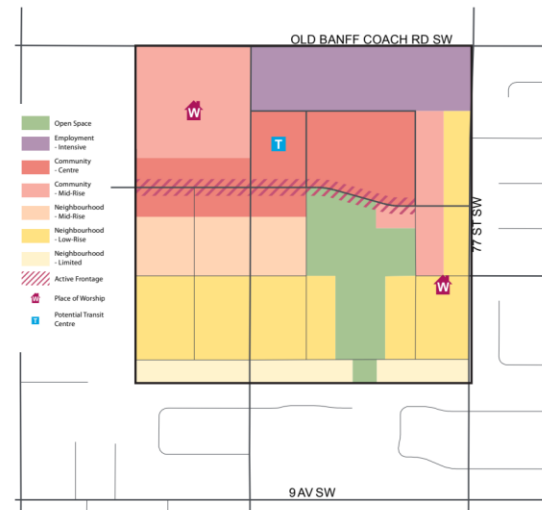 OLD BANFF COACH RD SW
W
T
Open Space
Employment
- Intensive
Community
- Centre
Community
- Mid-Rise
Neighbourhood
- Mid-Rise
Neighbourhood
- Low-Rise
Neighbourhood
- Limited
Active Frontage
W
Place of Worship
T
Potential Transit
Centre
77 ST SW
W
9 AV SW